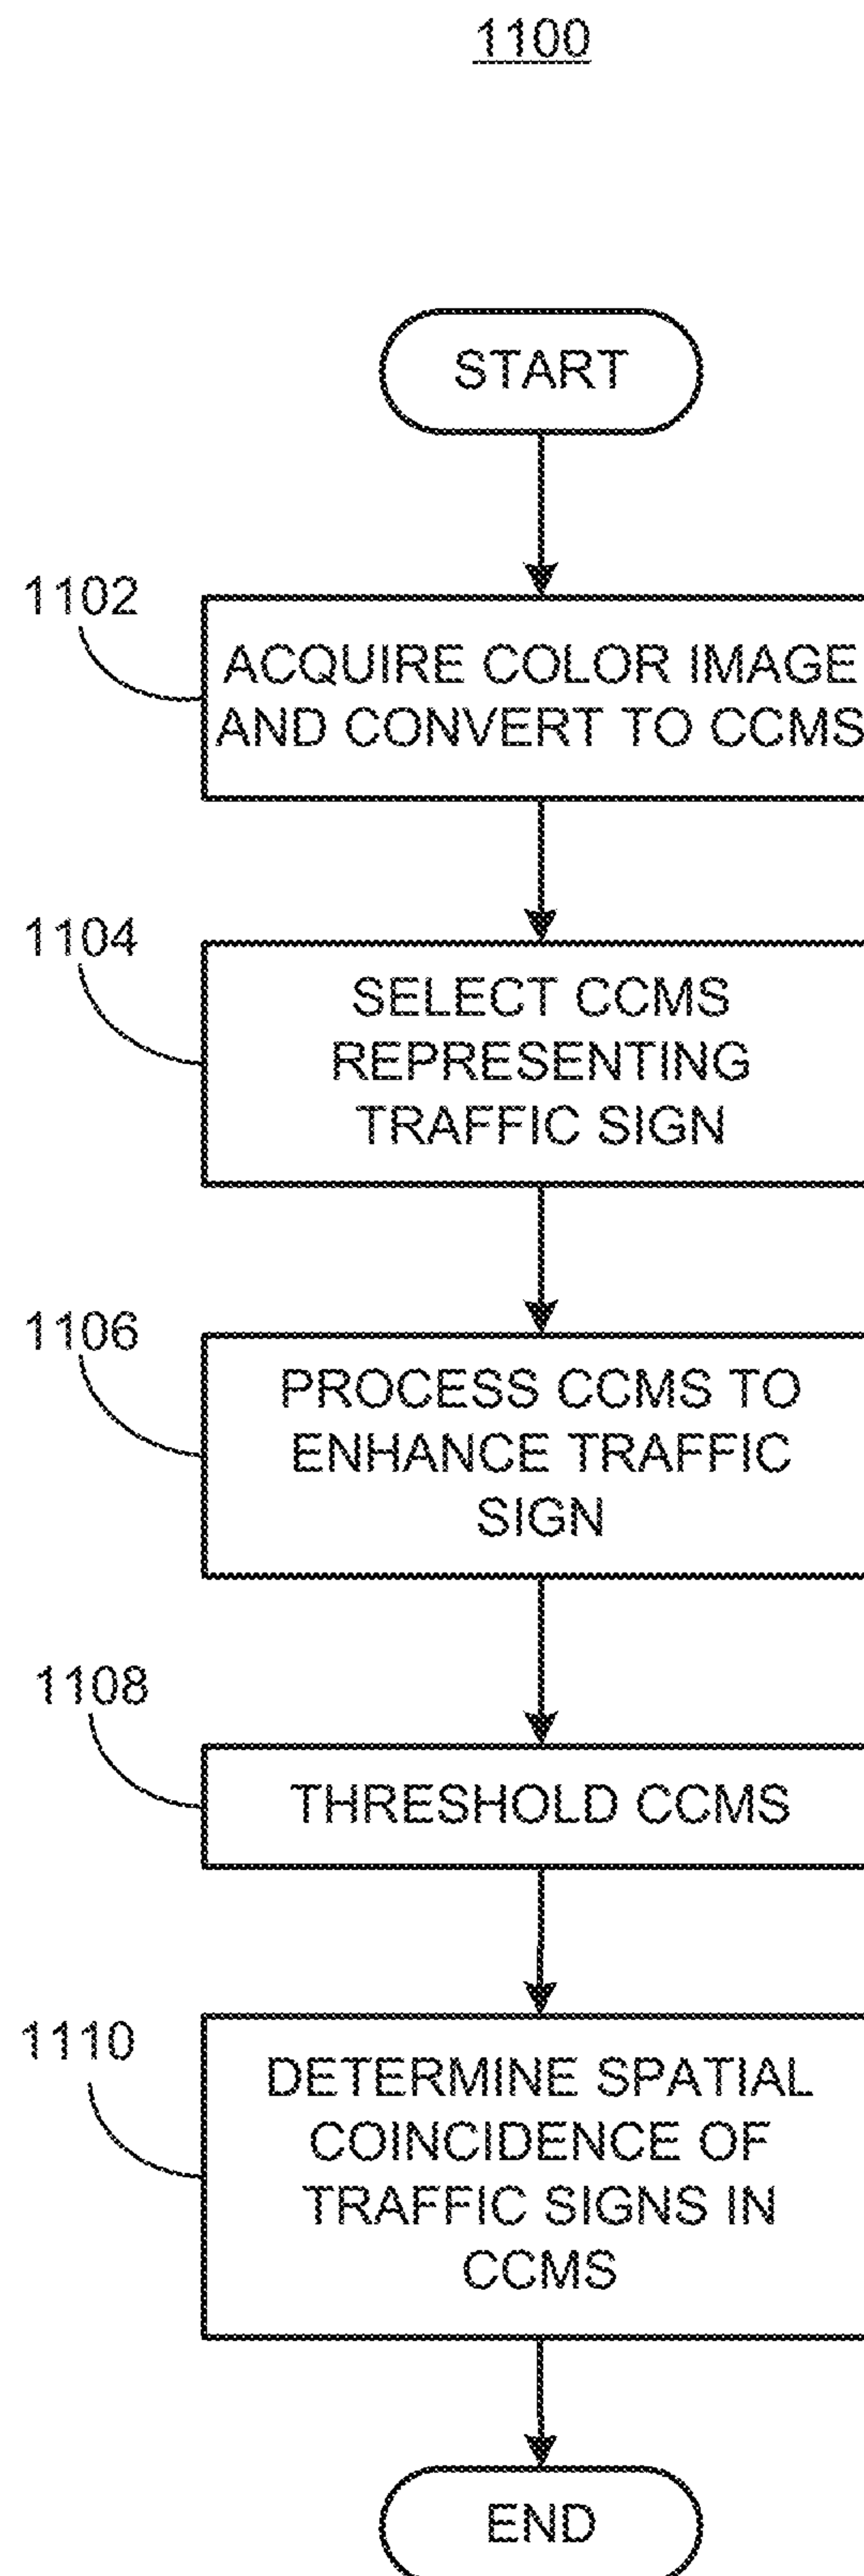 1100
START
1102
ACQUIRE COLOR IMAGE
AND CONVERT TO CCMS
1104
SELECT CCMS
REPRESENTING
TRAFFIC SIGN
1106
PROCESS CCMS TO
ENHANCE TRAFFIC
SIGN
1108
THRESHOLD CCMS
1110
DETERMINE SPATIAL
COINCIDENCE OF
TRAFFIC SIGNS IN
CCMS
END